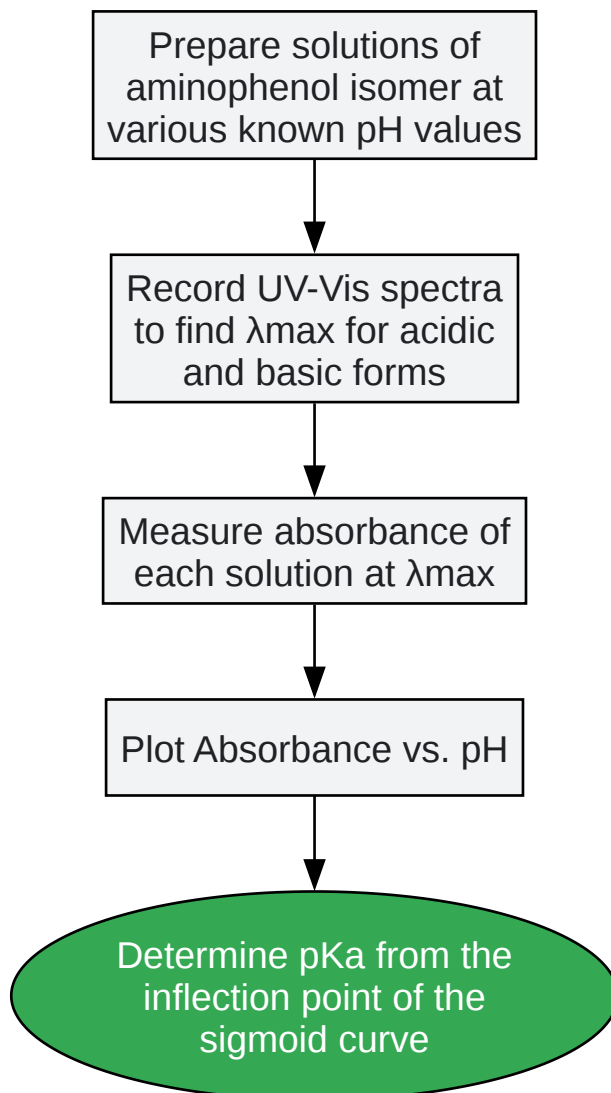 Prepare solutions of
aminophenol isomer at
various known pH values
Record UV-Vis spectra
to find λmax for acidic
and basic forms
Measure absorbance of
each solution at λmax
Plot Absorbance vs. pH
Determine pKa from the
inflection point of the
sigmoid curve